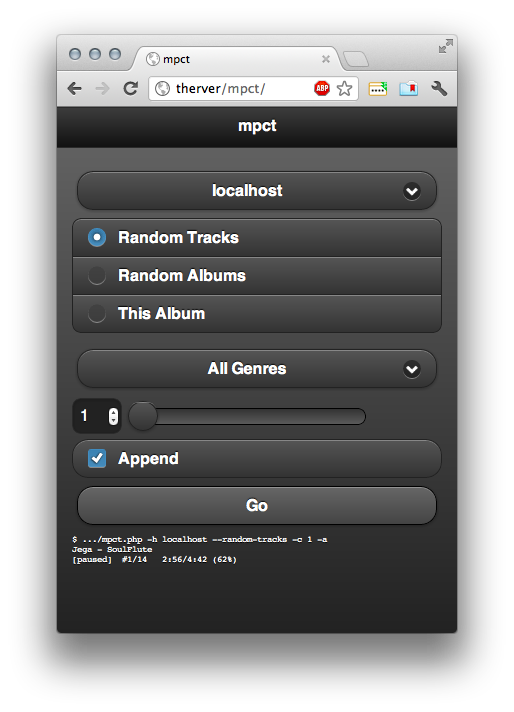 mpct
therver/mpct/
ABP
mpct
localhost
Random Tracks
Random Albums
This Album
All Genres
1
Append
Go
$ .../mpct.php -h localhost --random-tracks -c 1 -a
Jega - SoulFlute
[paused]  #1/14   2:56/4:42 (62%)